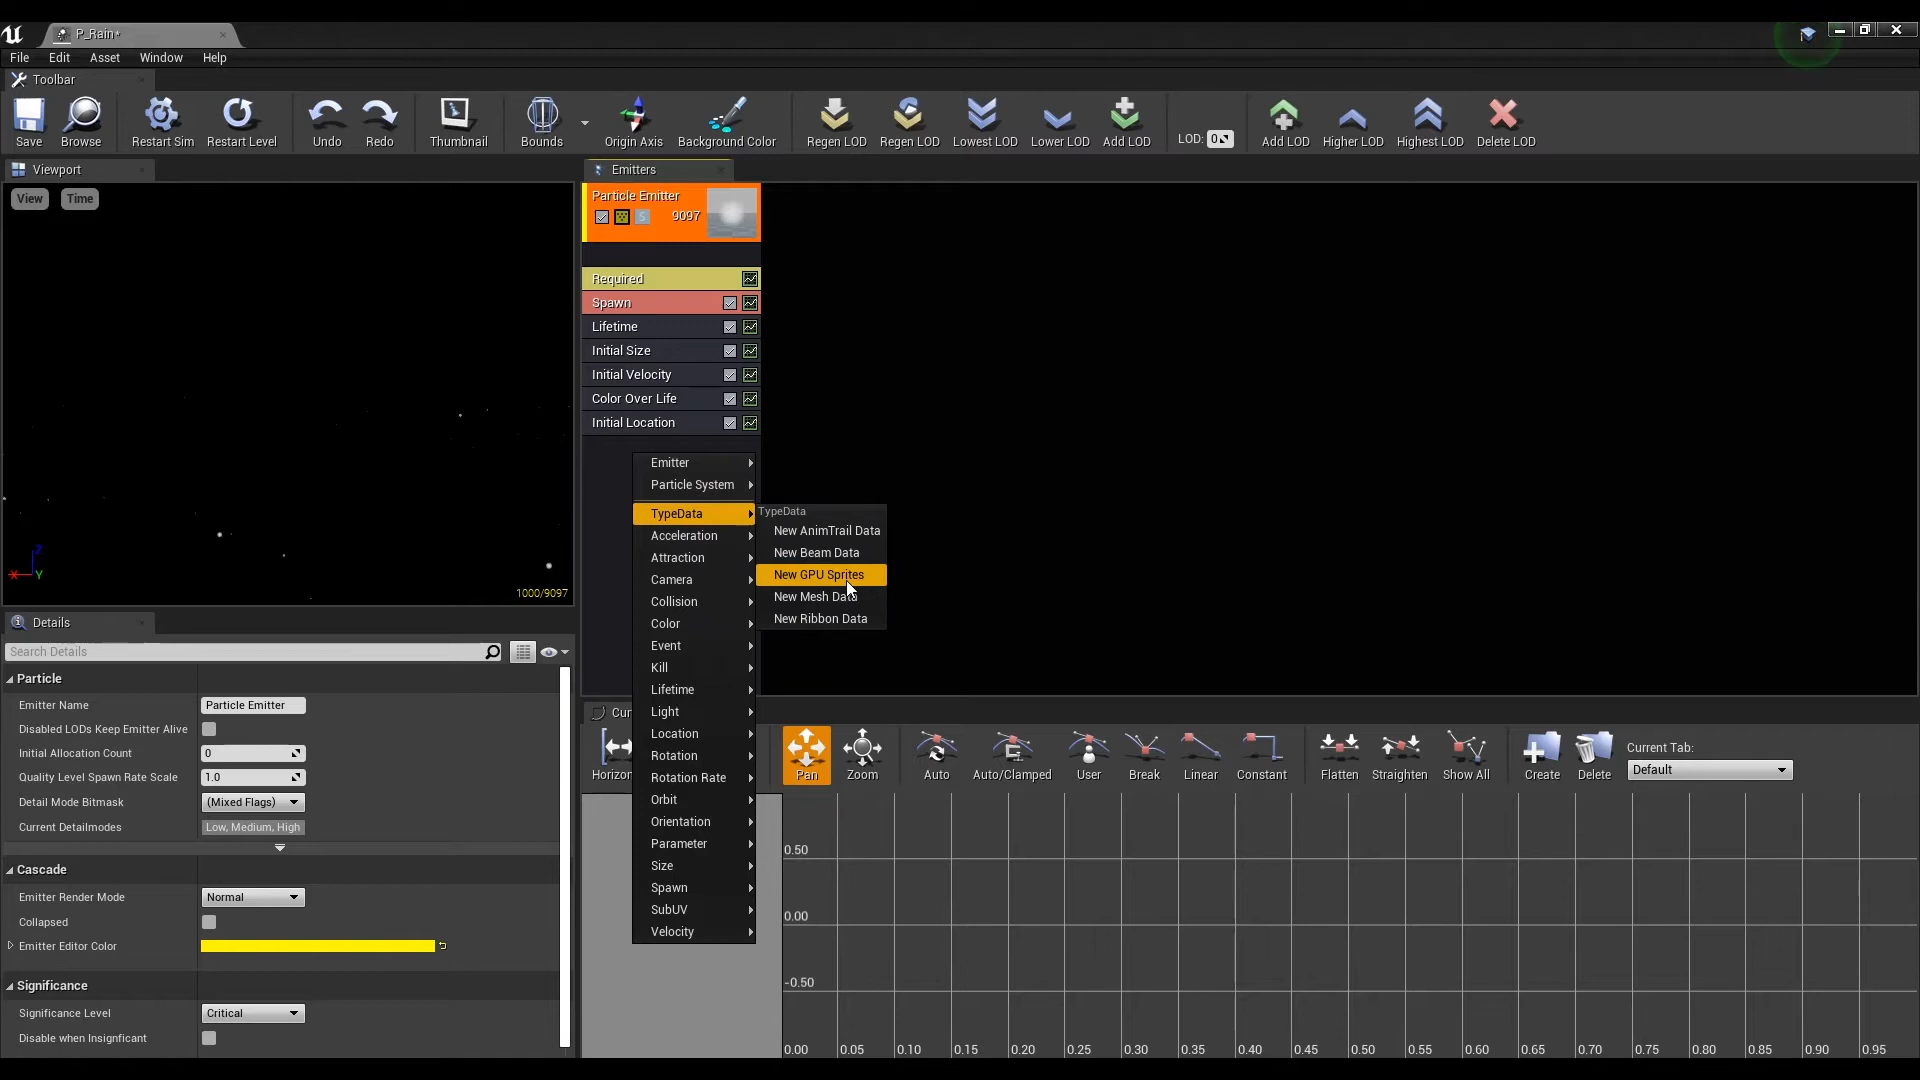 P_Rain*
File Edit Asset Window Help
Toolbar
Save Browse Restart Sim Restart Level Undo Redo Thumbnail Bounds Origin Axis Background Color Regen LOD Regen LOD Lowest LOD Lower LOD Add LOD LOD: 0 Add LOD Higher LOD Highest LOD Delete LOD
Viewport
View Time
X Y Z
1000/9097
Emitters
Particle Emitter
S 9097
Required
Spawn
Lifetime
Initial Size
Initial Velocity
Color Over Life
Initial Location
Emitter
Particle System
TypeData
Acceleration
Attraction
Camera
Collision
Color
Event
Kill
Lifetime
Light
Location
Rotation
Rotation Rate
Orbit
Orientation
Parameter
Size
Spawn
SubUV
Velocity
TypeData
New AnimTrail Data
New Beam Data
New GPU Sprites
New Mesh Data
New Ribbon Data
Details
Search Details
Particle
Emitter Name Particle Emitter
Disabled LODs Keep Emitter Alive
Initial Allocation Count 0
Quality Level Spawn Rate Scale 1.0
Detail Mode Bitmask (Mixed Flags)
Current Detailmodes Low, Medium, High
Cascade
Emitter Render Mode Normal
Collapsed
Emitter Editor Color
Significance
Significance Level Critical
Disable when Insignficant
Cur
Horizon Pan Zoom Auto Auto/Clamped User Break Linear Constant Flatten Straighten Show All Create Delete
Current Tab:
Default
0.50
0.00
-0.50
0.00 0.05 0.10 0.15 0.20 0.25 0.30 0.35 0.40 0.45 0.50 0.55 0.60 0.65 0.70 0.75 0.80 0.85 0.90 0.95